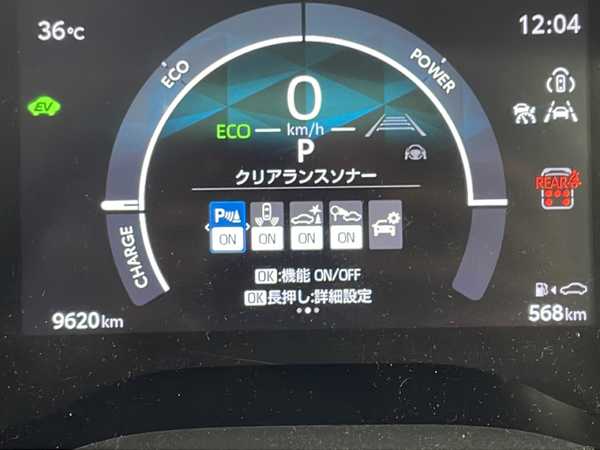 36℃
12:04
ECO
POWER
CHARGE
EV
0
km/h
ECO
P
クリアランスソナー
REAR
P
ON
ON
ON
ON
OK:機能 ON/OFF
OK長押し:詳細設定
9620km
568km